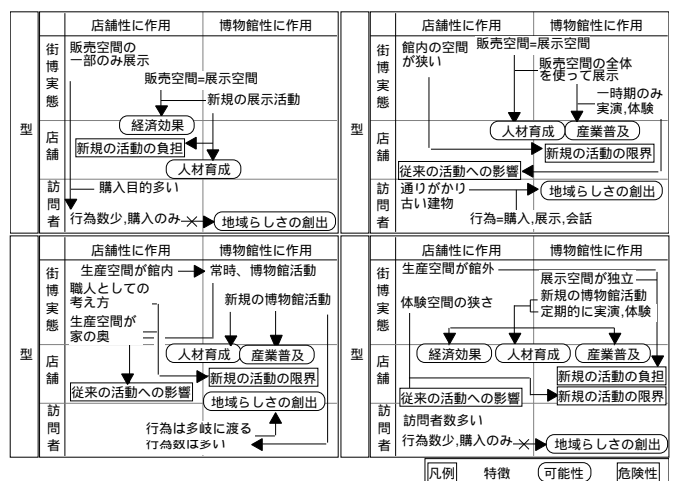 店舗性に作用 博物館性に作用
型
街博実態
販売空間の
一部のみ展示
販売空間=展示空間
新規の展示活動
店舗
経済効果
新規の活動の負担
人材育成
訪問者
購入目的多い
行為数少,購入のみ
地域らしさの創出
店舗性に作用 博物館性に作用
型
街博実態
館内の空間
が狭い
販売空間=展示空間
販売空間の全体
を使って展示
一時期のみ
実演,体験
店舗
人材育成 産業普及
新規の活動の限界
従来の活動への影響
訪問者
通りがかり
古い建物
地域らしさの創出
行為=購入,展示,会話
店舗性に作用 博物館性に作用
型
街博実態
生産空間が館内 常時、博物館活動
職人としての
考え方
新規の博物館活動
生産空間が
家の奥
店舗
人材育成 産業普及
新規の活動の限界
従来の活動への影響
地域らしさの創出
訪問者
行為は多岐に渡る
行為数は多い
店舗性に作用 博物館性に作用
型
街博実態
生産空間が館外
展示空間が独立
体験空間の狭さ
新規の博物館活動
定期的に実演,体験
店舗
経済効果 人材育成 産業普及
新規の活動の負担
従来の活動への影響 新規の活動の限界
訪問者
訪問者数多い
行為数少,購入のみ
地域らしさの創出
凡例 特徴 可能性 危険性